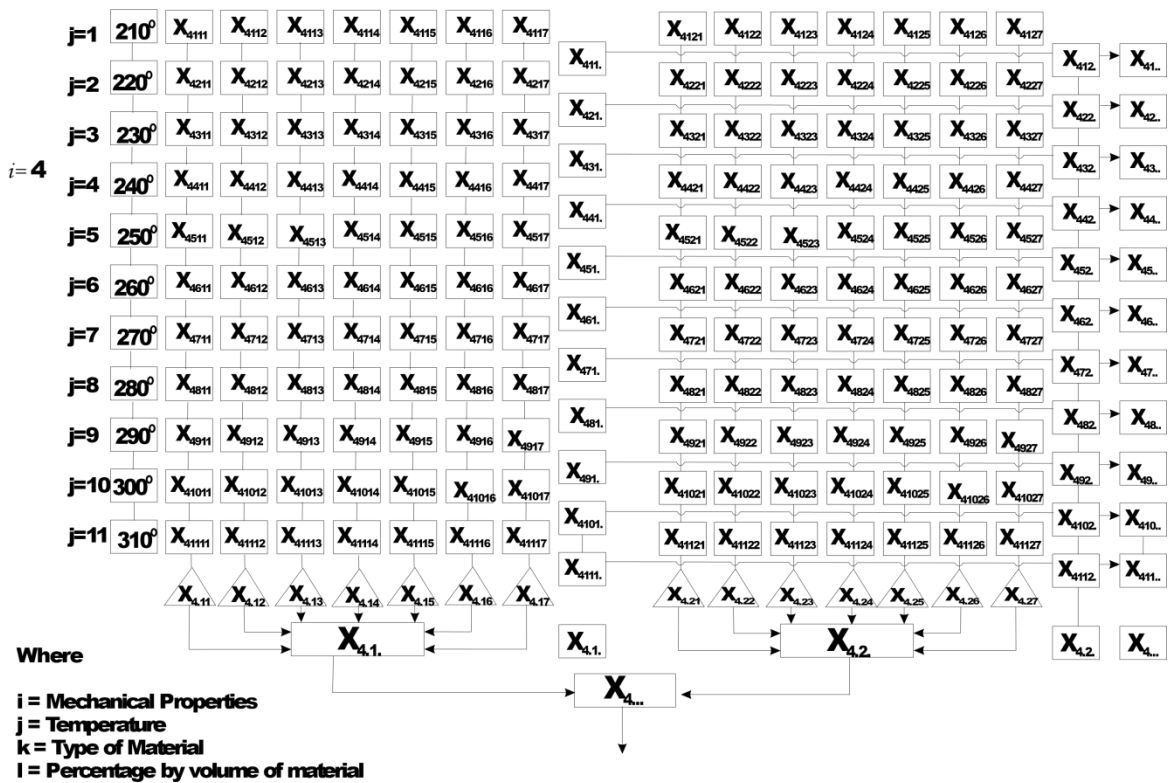 j=1 210⁰ X4111 X4112 X4113 X4114 X4115 X4116 X4117 X4121 X4122 X4123 X4124 X4125 X4126 X4127
X411. X412. X41..
j=2 220⁰ X4211 X4212 X4213 X4214 X4215 X4216 X4217 X4221 X4222 X4223 X4224 X4225 X4226 X4227
X421. X422. X42..
j=3 230⁰ X4311 X4312 X4313 X4314 X4315 X4316 X4317 X4321 X4322 X4323 X4324 X4325 X4326 X4327
X431. X432. X43..
i= 4
j=4 240⁰ X4411 X4412 X4413 X4414 X4415 X4416 X4417 X4421 X4422 X4423 X4424 X4425 X4426 X4427
X441. X442. X44..
j=5 250⁰ X4511 X4512 X4513 X4514 X4515 X4516 X4517 X4521 X4522 X4523 X4524 X4525 X4526 X4527
X451. X452. X45..
j=6 260⁰ X4611 X4612 X4613 X4614 X4615 X4616 X4617 X4621 X4622 X4623 X4624 X4625 X4626 X4627
X461. X462. X46..
j=7 270⁰ X4711 X4712 X4713 X4714 X4715 X4716 X4717 X4721 X4722 X4723 X4724 X4725 X4726 X4727
X471. X472. X47..
j=8 280⁰ X4811 X4812 X4813 X4814 X4815 X4816 X4817 X4821 X4822 X4823 X4824 X4825 X4826 X4827
X481. X482. X48..
j=9 290⁰ X4911 X4912 X4913 X4914 X4915 X4916 X4917 X4921 X4922 X4923 X4924 X4925 X4926 X4927
X491. X492. X49..
j=10 300⁰ X41011 X41012 X41013 X41014 X41015 X41016 X41017 X41021 X41022 X41023 X41024 X41025 X41026 X41027
X4101. X4102. X410..
j=11 310⁰ X41111 X41112 X41113 X41114 X41115 X41116 X41117 X41121 X41122 X41123 X41124 X41125 X41126 X41127
X4111. X4112. X411..
X4.11 X4.12 X4.13 X4.14 X4.15 X4.16 X4.17 X4.21 X4.22 X4.23 X4.24 X4.25 X4.26 X4.27
X4.1. X4.1. X4.2. X4.2. X4...
X4...
Where
i = Mechanical Properties
j = Temperature
k = Type of Material
l = Percentage by volume of material